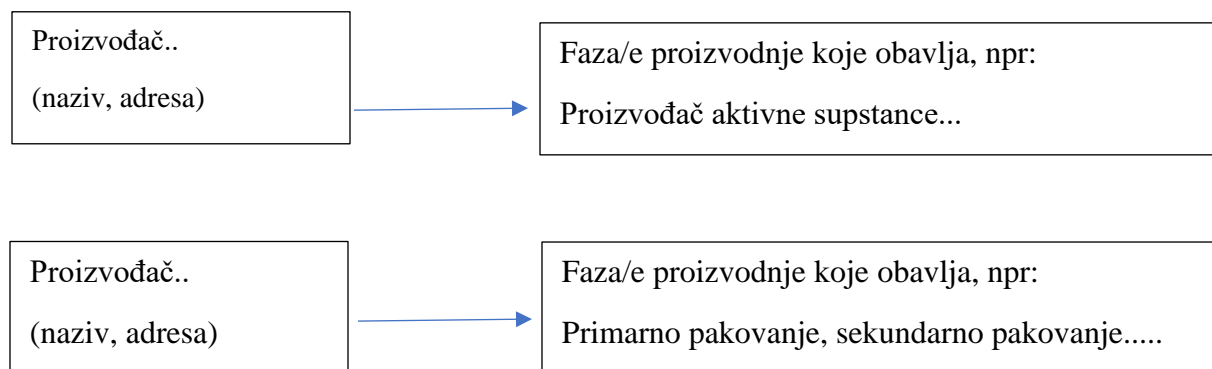 Proizvođač..
(naziv, adresa)
Faza/e proizvodnje koje obavlja, npr:
Proizvođač aktivne supstance...
Proizvođač..
(naziv, adresa)
Faza/e proizvodnje koje obavlja, npr:
Primarno pakovanje, sekundarno pakovanje.....